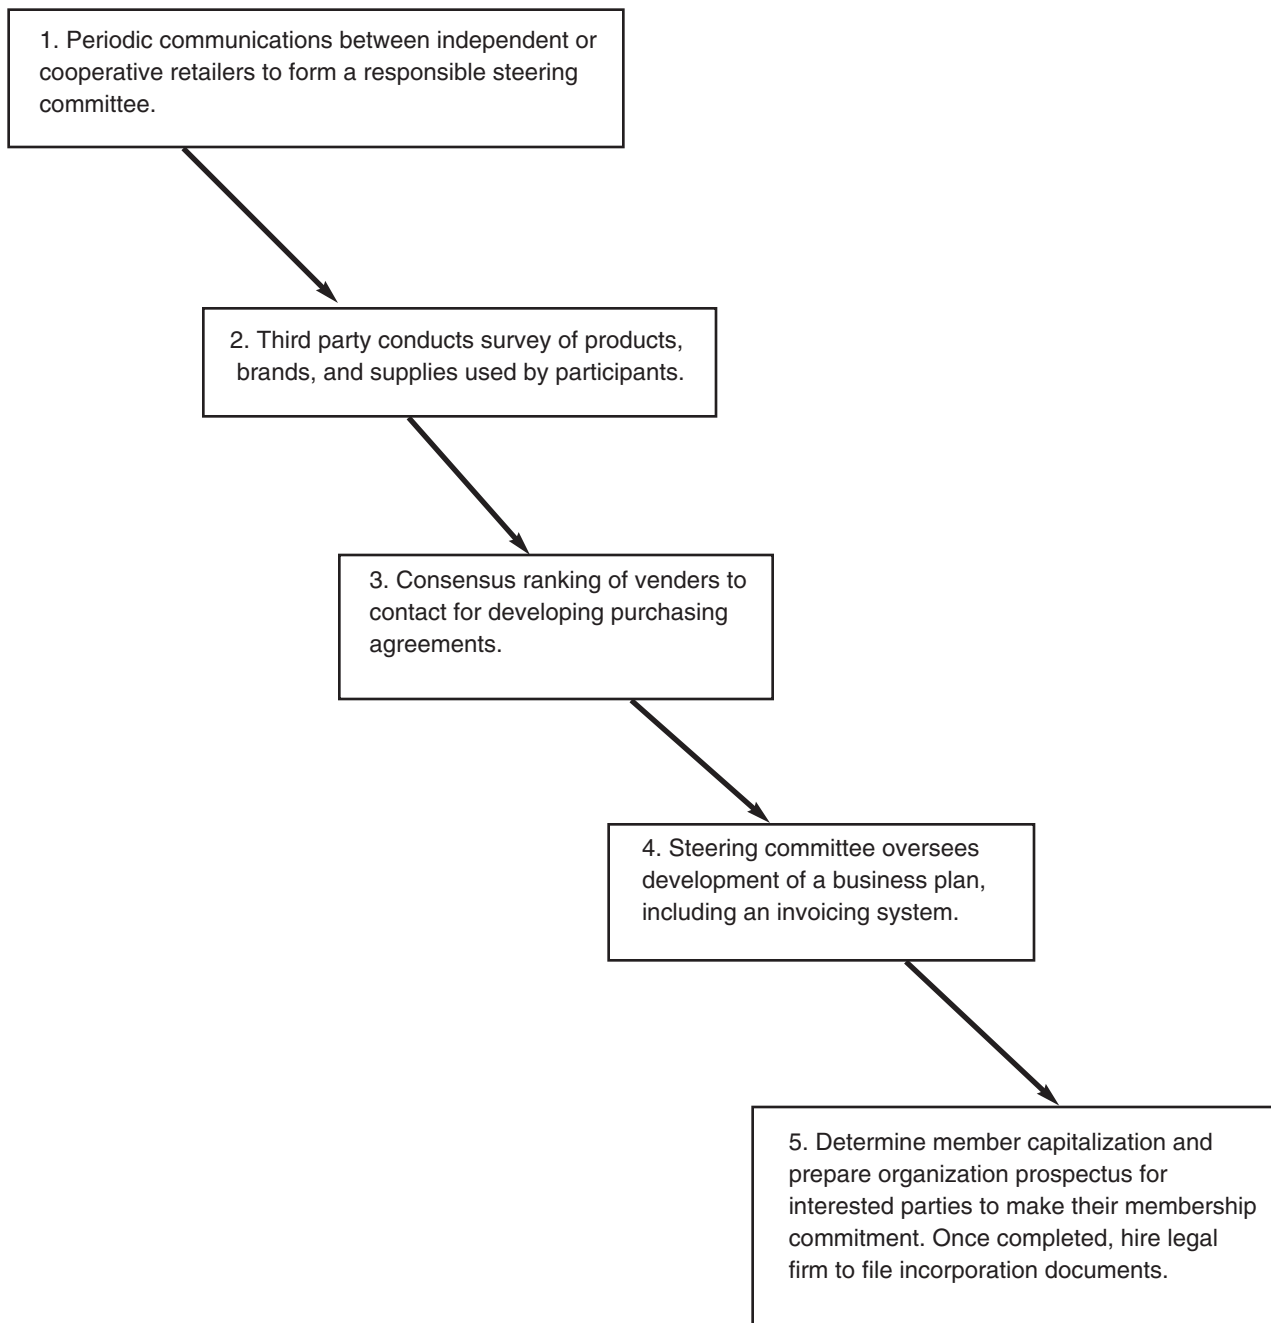 1. Periodic communications between independent or
cooperative retailers to form a responsible steering
committee.
2. Third party conducts survey of products,
brands, and supplies used by participants.
3. Consensus ranking of venders to
contact for developing purchasing
agreements.
4. Steering committee oversees
development of a business plan,
including an invoicing system.
5. Determine member capitalization and
prepare organization prospectus for
interested parties to make their membership
commitment. Once completed, hire legal
firm to file incorporation documents.